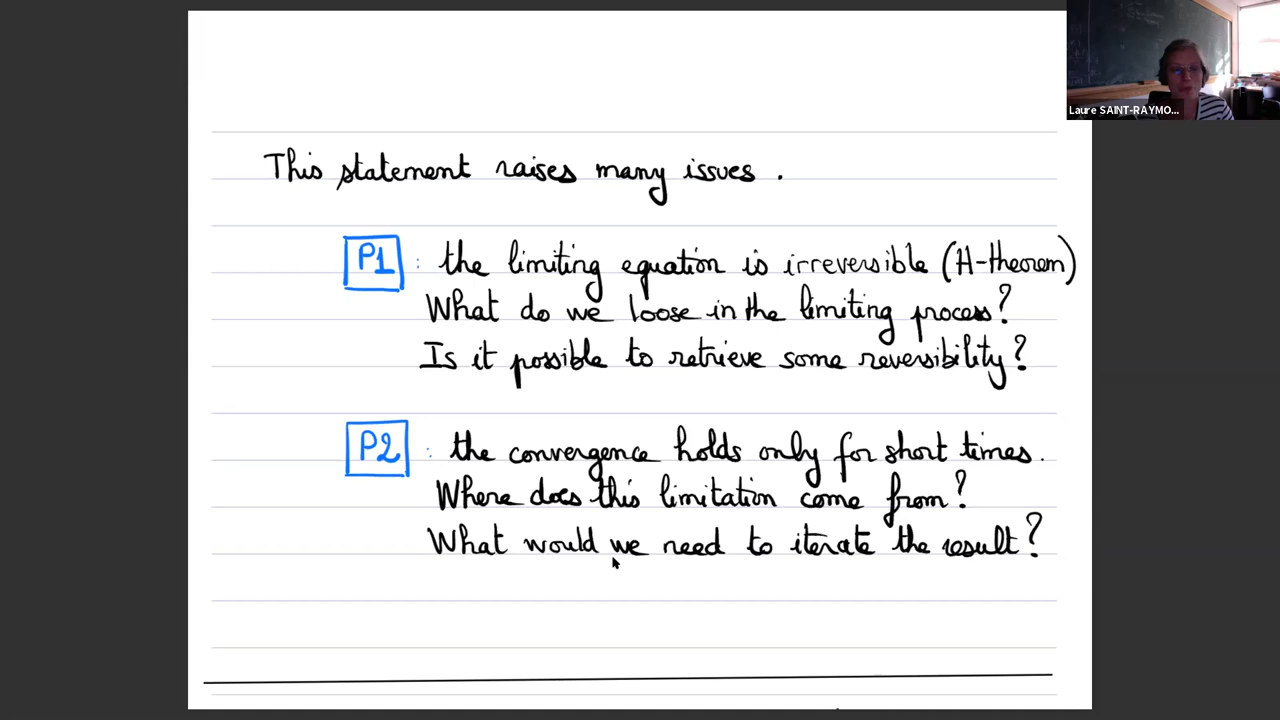 This statement raises many issues.
P1 : the limiting equation is irreversible (H-theorem)
What do we loose in the limiting process?
Is it possible to retrieve some reversibility?
P2 : the convergence holds only for short times.
Where does this limitation come from?
What would we need to iterate the result?
Laure SAINT-RAYMO...